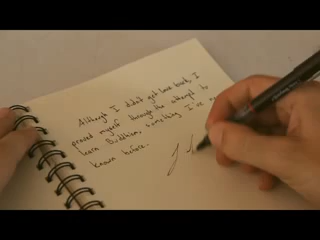 Although I didn't get love back, I
proved myself through the attempt to
learn Buddhism, something I've
known before.